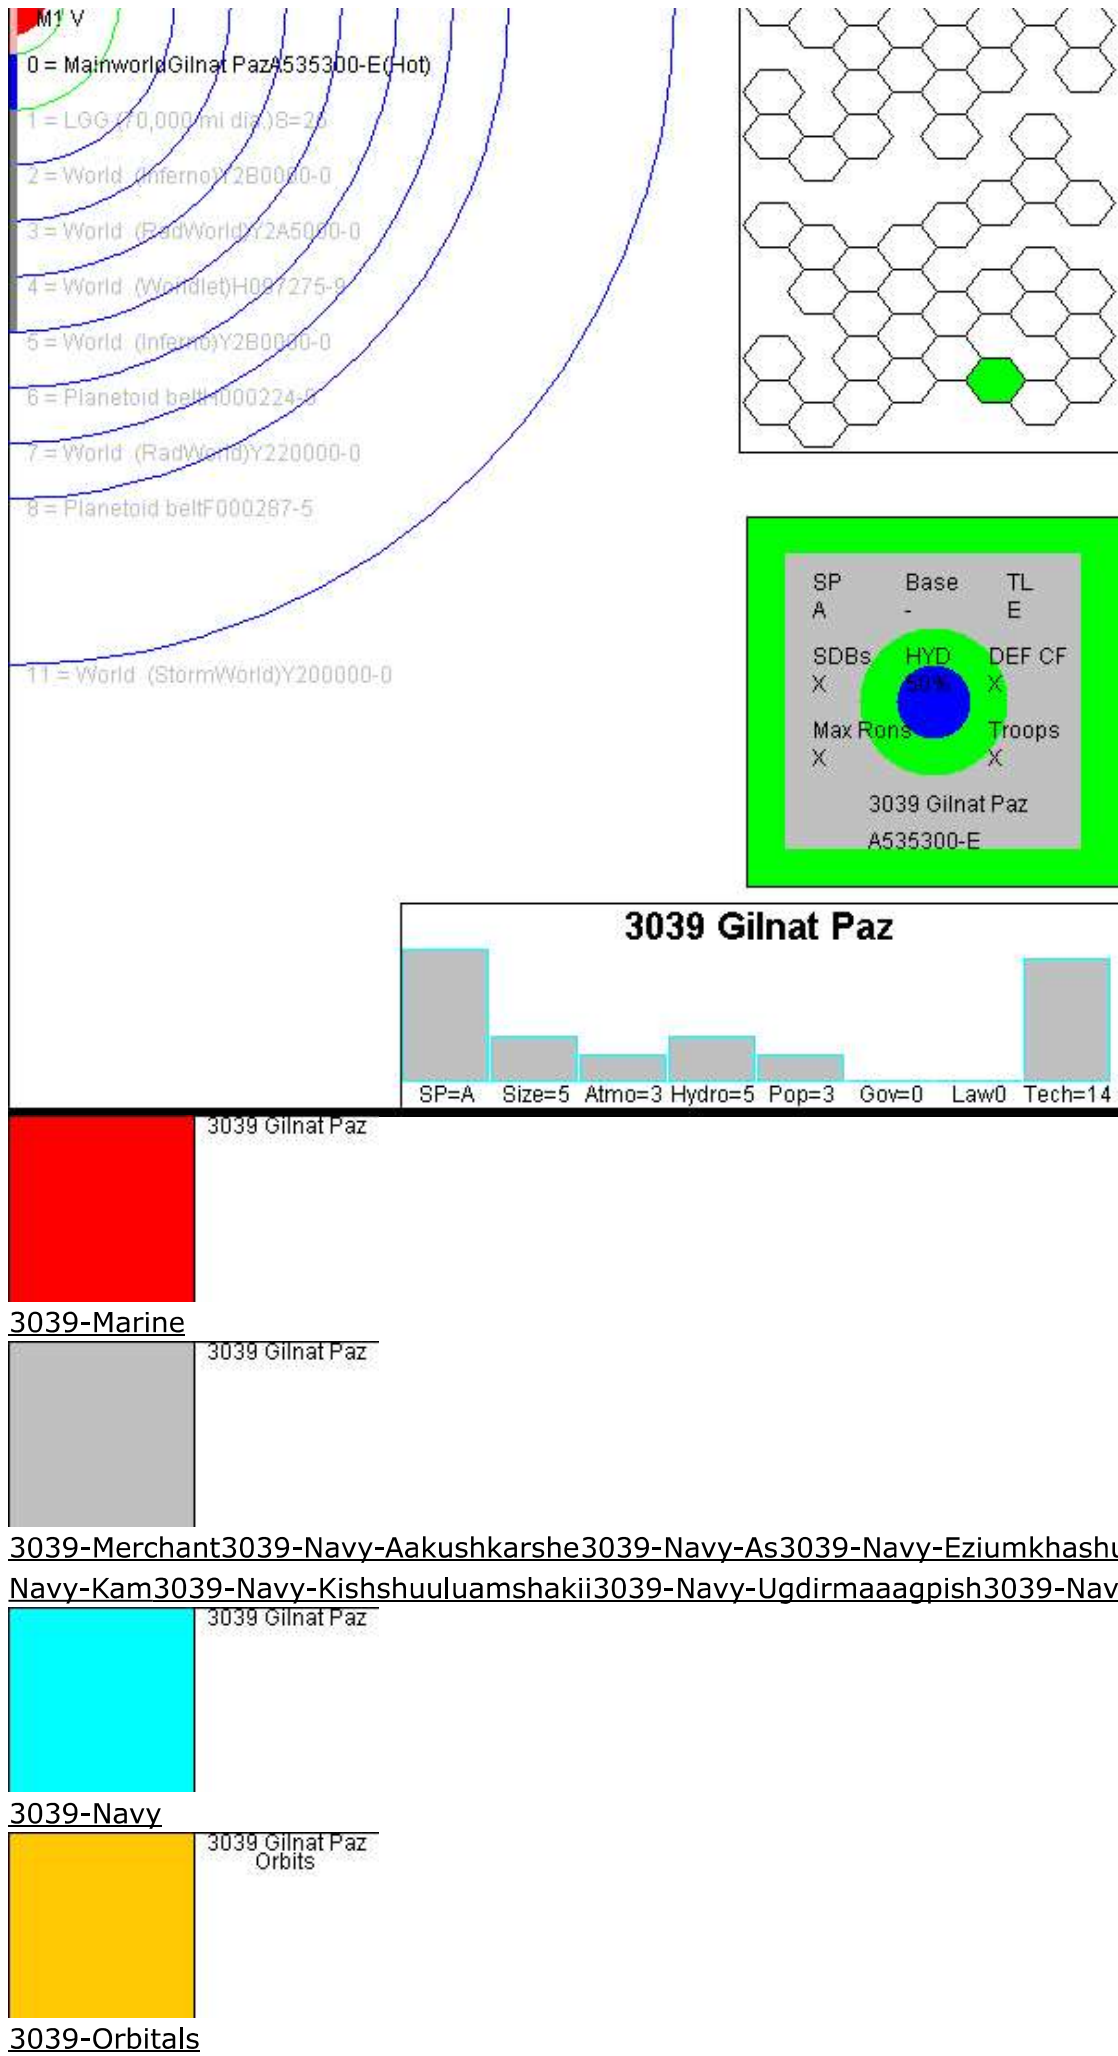 M1 V
0 = MainworldGilnat PazA535300-E(Hot)
1 = LGG (70,000 mi dia.)S=26
2 = World (Inferno)Y2B0000-0
3 = World (RadWorld)Y2A5000-0
4 = World (Worldlet)H097275-9
5 = World (Inferno)Y2B0000-0
6 = Planetoid
7 = World (RadWorld)Y220000-0
8 = Planetoid beltF000287-5
11 = World (StormWorld)Y200000-0
SP Base TL
A - E
SDBs HYD DEF CF
X 50% X
Max Rons Troops
X X
3039 Gilnat Paz
A535300-E
3039 Gilnat Paz
SP=A Size=5 Atmo=3 Hydro=5 Pop=3 Gov=0 Law0 Tech=14
3039 Gilnat Paz
3039-Marine
3039 Gilnat Paz
3039-Merchant3039-Navy-Aakushkarshe3039-Navy-As3039-Navy-Eziumkhashu
Navy-Kam3039-Navy-Kishshuuluamshakii3039-Navy-Ugdirmaaagpish3039-Nav
3039 Gilnat Paz
3039-Navy
3039 Gilnat Paz
Orbits
3039-Orbitals